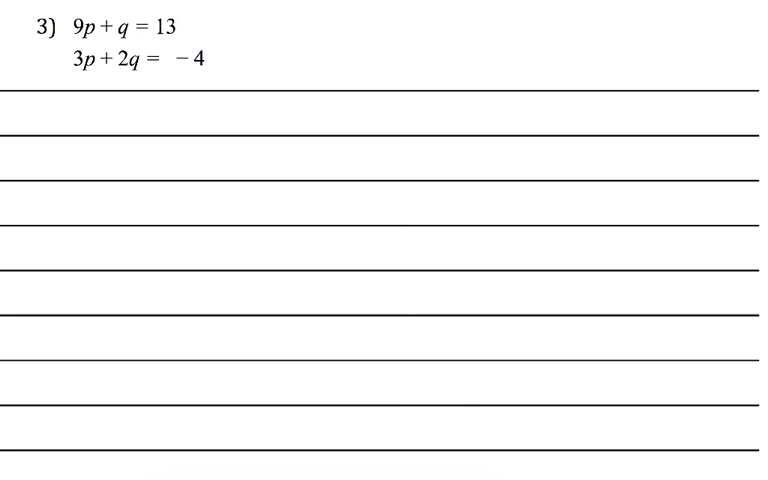 3) 9p + q = 13
3p + 2q = − 4